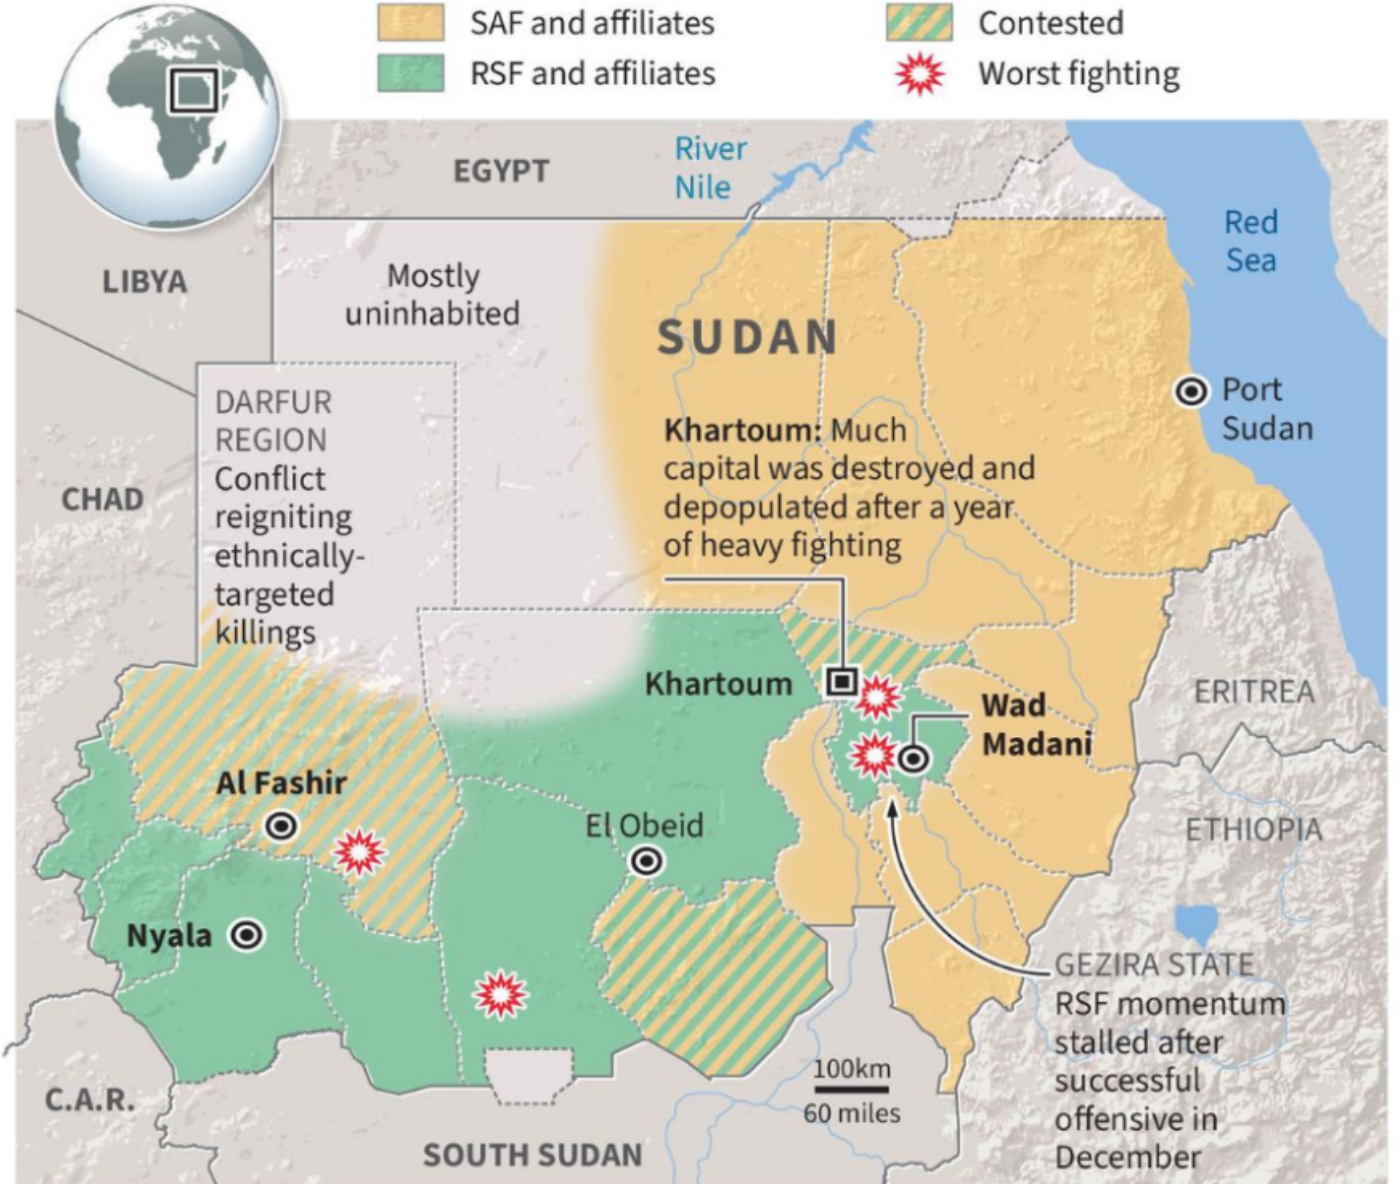 SAF and affiliates
Contested
RSF and affiliates
Worst fighting
EGYPT
River
Nile
Red
Sea
LIBYA
Mostly
uninhabited
SUDAN
Port
Sudan
DARFUR
REGION
Conflict
reigniting
ethnically-
targeted
killings
Khartoum: Much
capital was destroyed and
depopulated after a year
of heavy fighting
CHAD
Khartoum
Wad
Madani
ERITREA
Al Fashir
El Obeid
ETHIOPIA
Nyala
GEZIRA STATE
RSF momentum
stalled after
successful
offensive in
December
100km
60 miles
C.A.R.
SOUTH SUDAN